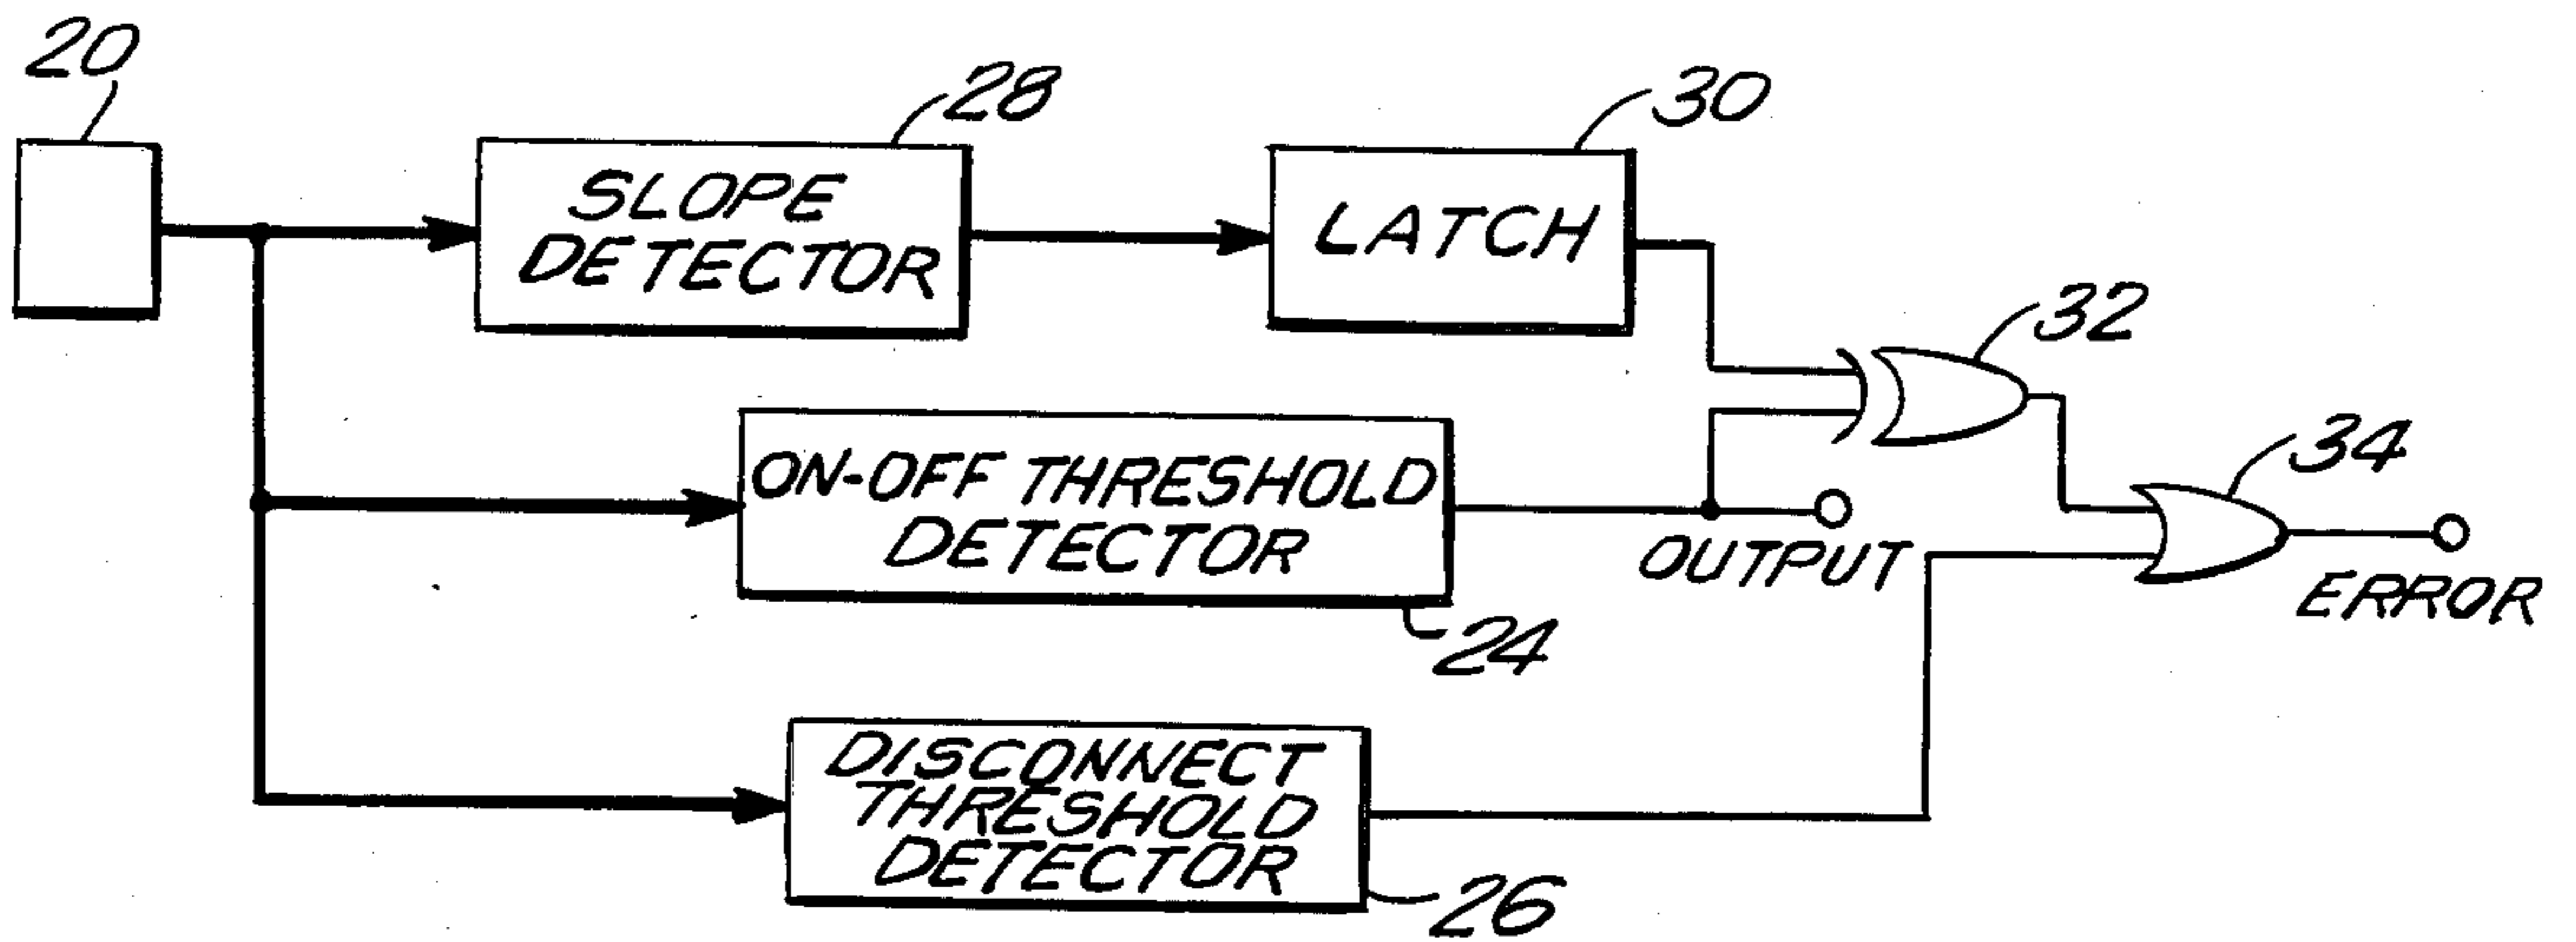 20
28
30
SLOPE
DETECTOR
LATCH
32
34
ON-OFF THRESHOLD
DETECTOR
OUTPUT
ERROR
24
DISCONNECT
THRESHOLD
DETECTOR
26